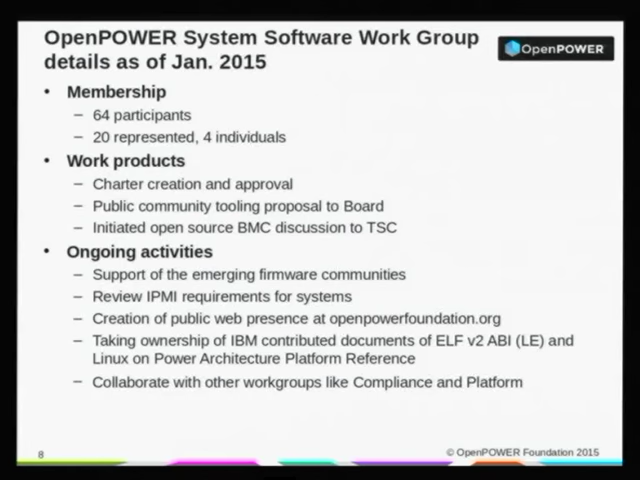 OpenPOWER System Software Work Group
details as of Jan. 2015
OpenPOWER
• Membership
– 64 participants
– 20 represented, 4 individuals
• Work products
– Charter creation and approval
– Public community tooling proposal to Board
– Initiated open source BMC discussion to TSC
• Ongoing activities
– Support of the emerging firmware communities
– Review IPMI requirements for systems
– Creation of public web presence at openpowerfoundation.org
– Taking ownership of IBM contributed documents of ELF v2 ABI (LE) and
Linux on Power Architecture Platform Reference
– Collaborate with other workgroups like Compliance and Platform
8
© OpenPOWER Foundation 2015